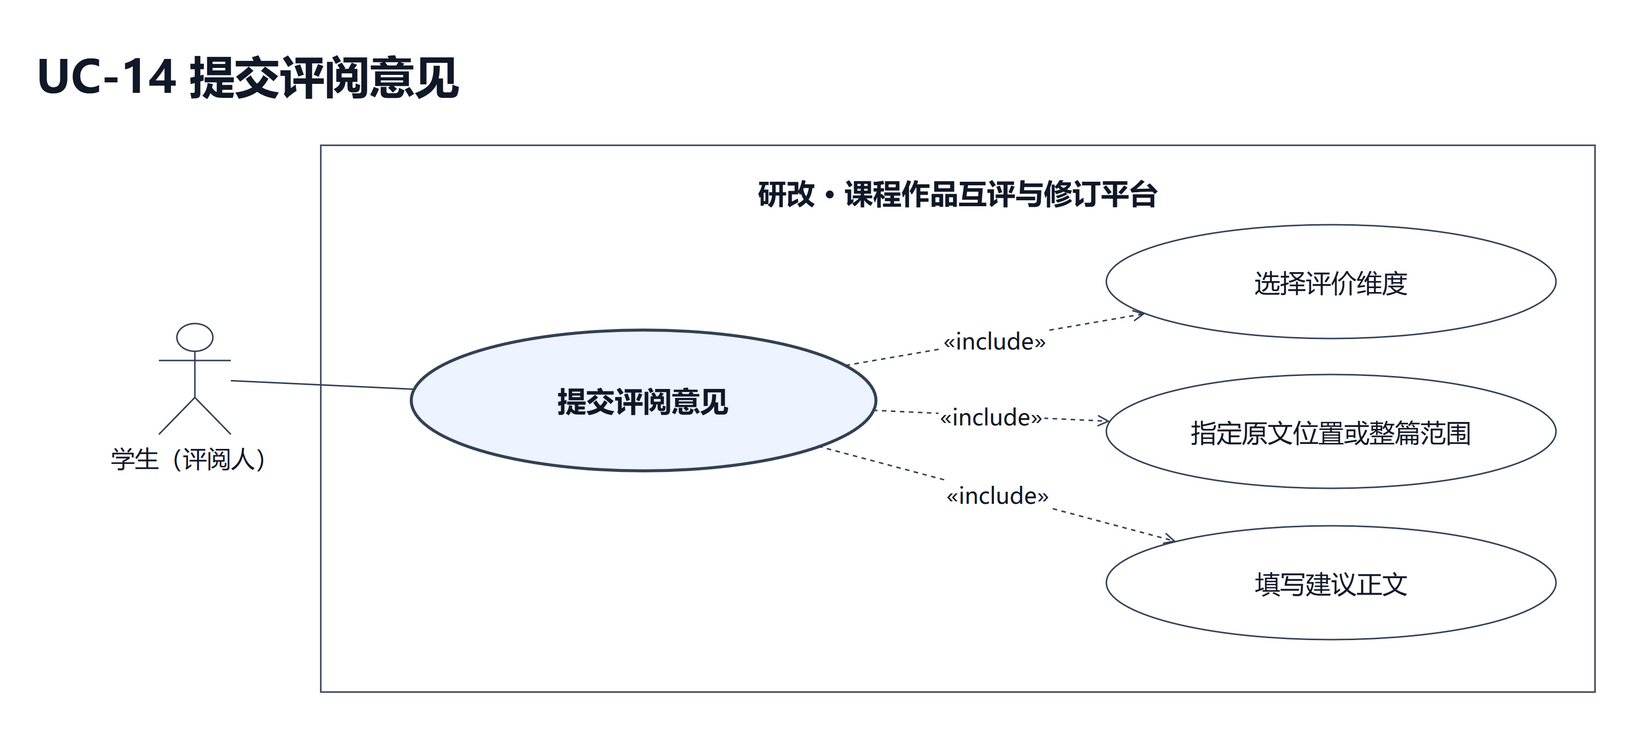 UC-14 提交评阅意见
研改·课程作品互评与修订平台
选择评价维度
«include»
提交评阅意见
«include»
指定原文位置或整篇范围
学生（评阅人）
«include»
填写建议正文